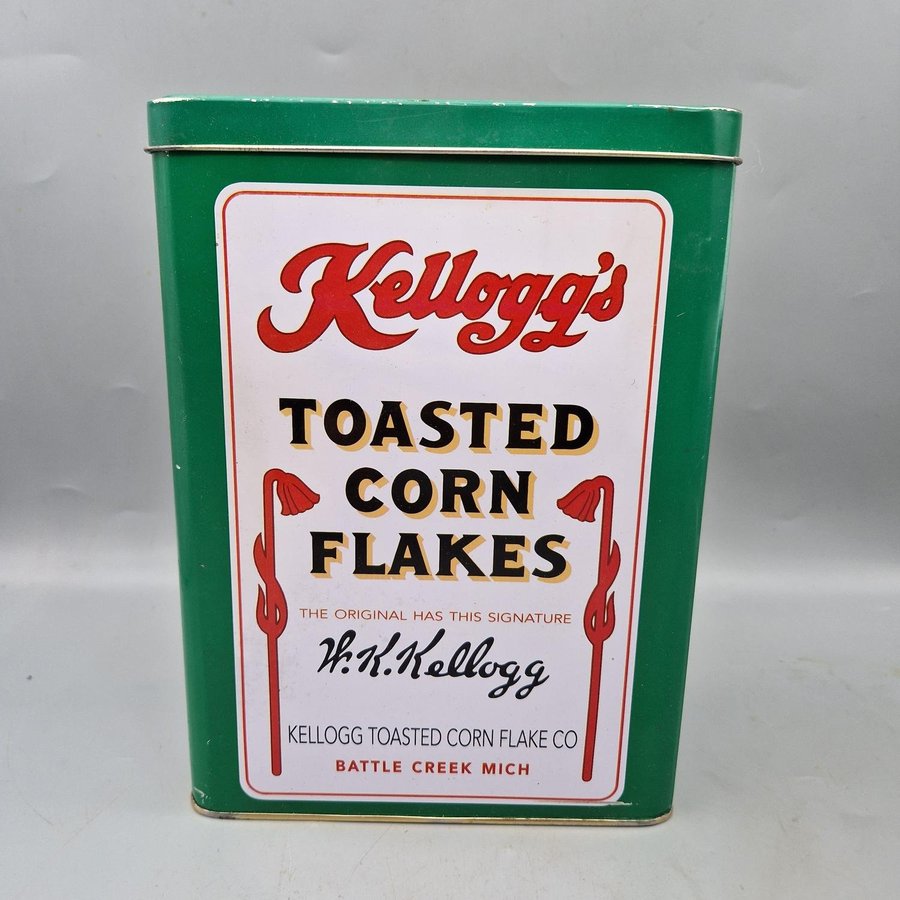 Kellogg's
TOASTED
CORN
FLAKES
THE ORIGINAL HAS THIS SIGNATURE
W.K.Kellogg
KELLOGG TOASTED CORN FLAKE CO
BATTLE CREEK MICH